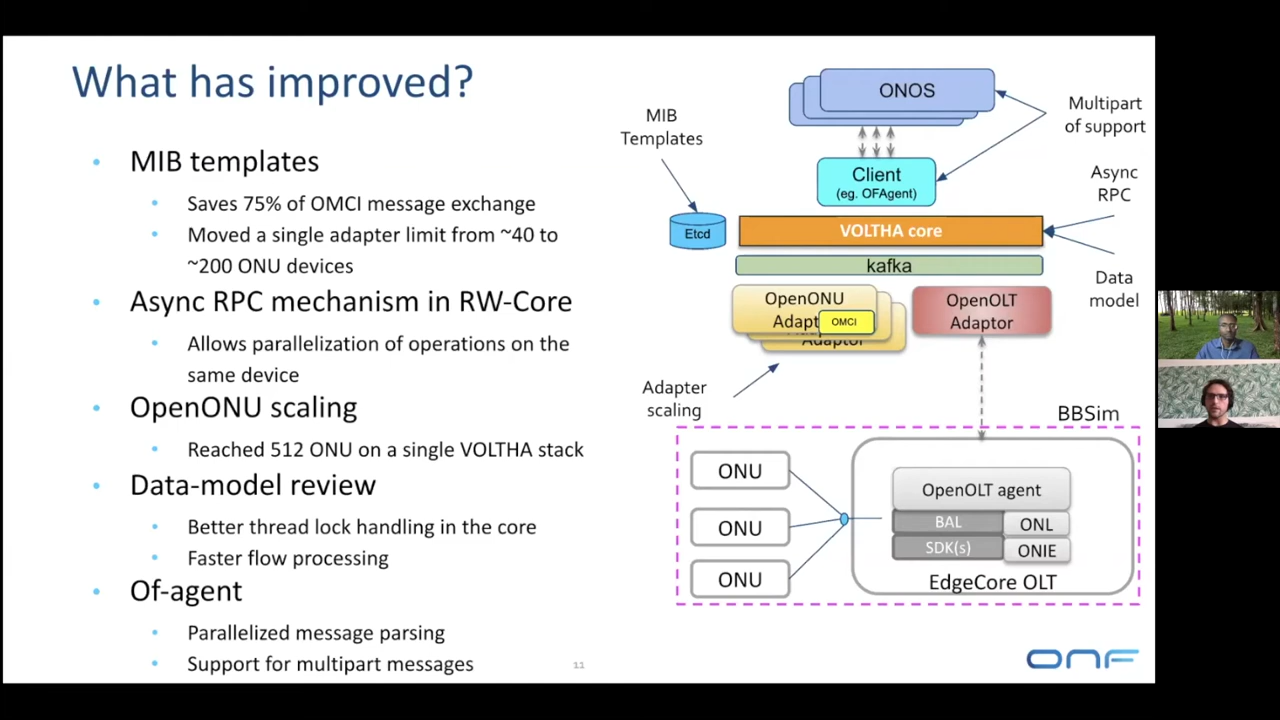 What has improved?
MIB templates
Saves 75% of OMCI message exchange
Moved a single adapter limit from ~40 to
~200 ONU devices
Async RPC mechanism in RW-Core
Allows parallelization of operations on the
same device
OpenONU scaling
Reached 512 ONU on a single VOLTHA stack
Data-model review
Better thread lock handling in the core
Faster flow processing
Of-agent
Parallelized message parsing
Support for multipart messages
11
ONOS
MIB
Templates
Multipart
of support
Client
(eg. OFAgent)
Async
RPC
Etcd
VOLTHA core
kafka
Data
model
OpenONU
Adapt
OMCI
Adaptor
OpenOLT
Adaptor
Adapter
scaling
BBSim
ONU
ONU
ONU
OpenOLT agent
BAL
ONL
SDK(s)
ONIE
EdgeCore OLT
ONF